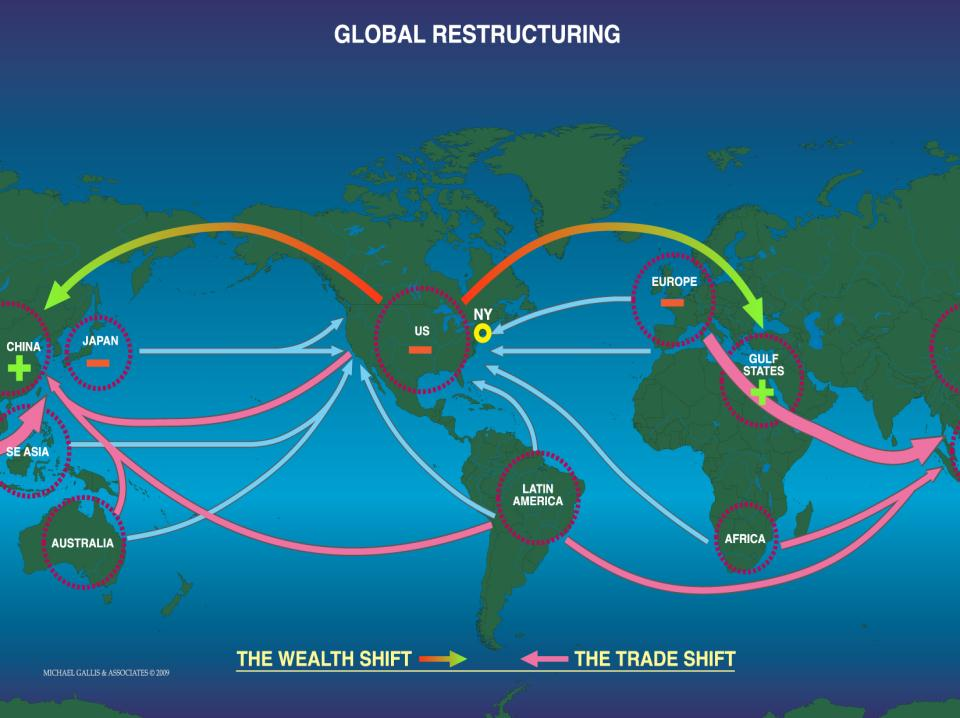 GLOBAL RESTRUCTURING
EUROPE
NY
US
JAPAN
CHINA
GULF
STATES
SE ASIA
LATIN
AMERICA
AUSTRALIA
AFRICA
THE WEALTH SHIFT
THE TRADE SHIFT
MICHAEL GALLIS & ASSOCIATES © 2009